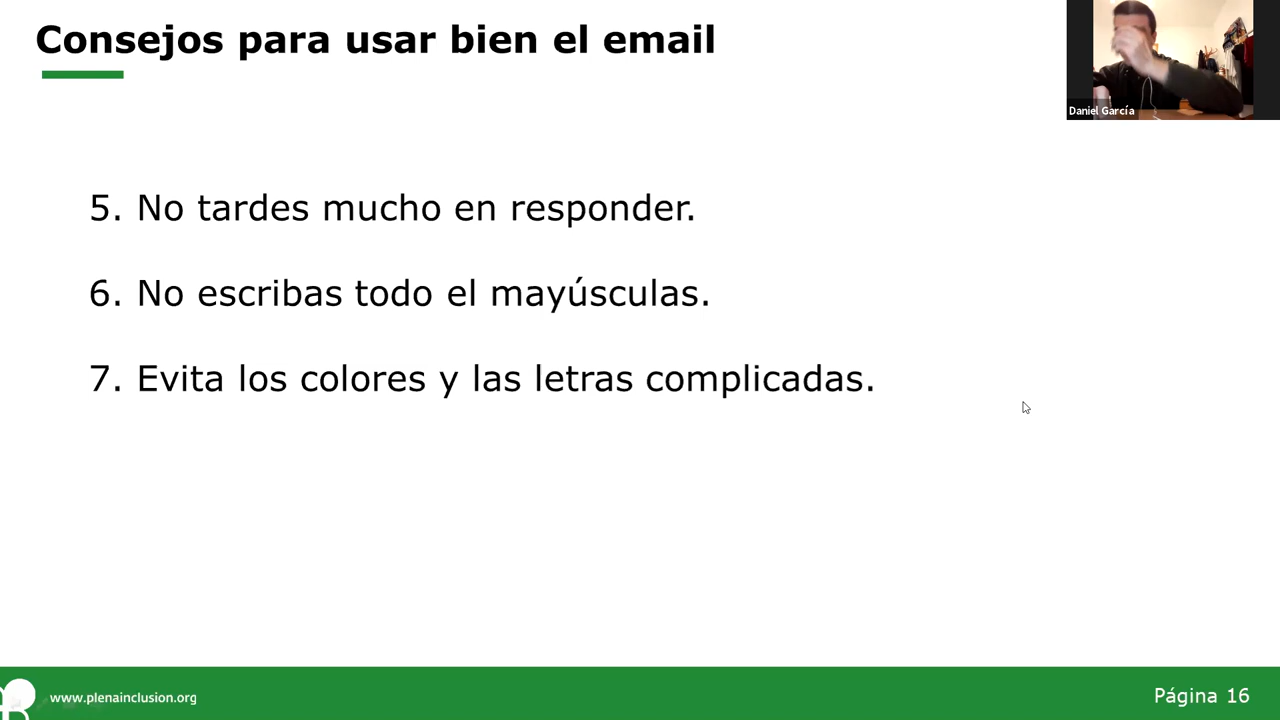 Consejos para usar bien el email
Daniel García
5. No tardes mucho en responder.
6. No escribas todo el mayúsculas.
7. Evita los colores y las letras complicadas.
www.plenainclusion.org
Página 16